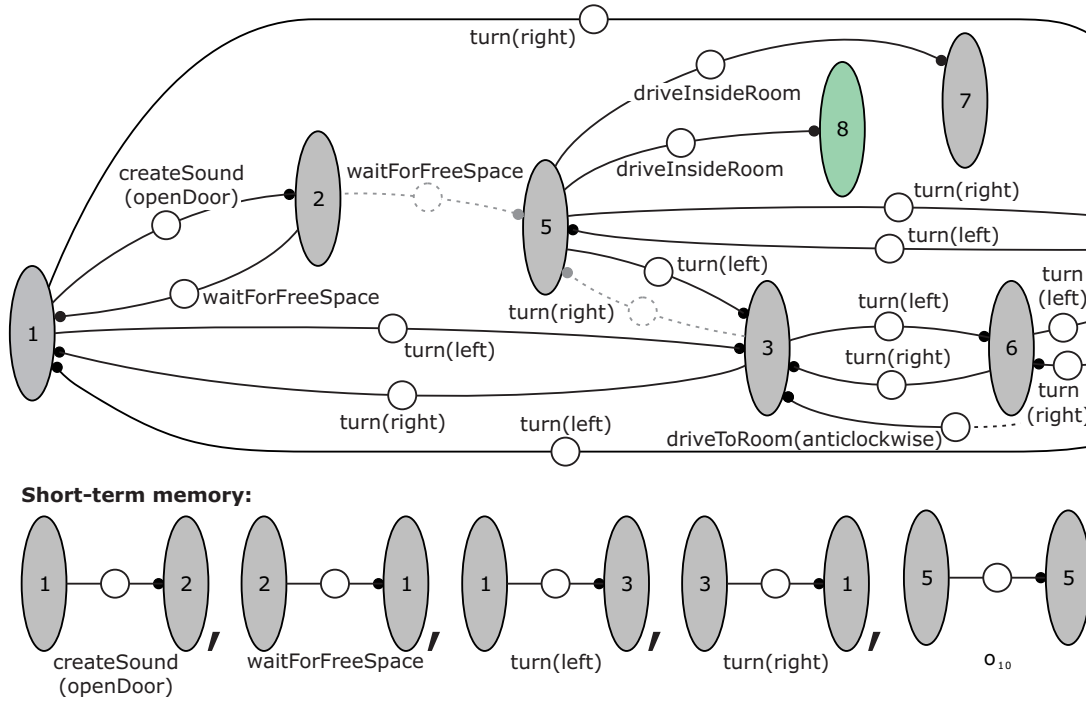 turn(right)
driveInsideRoom
7
8
driveInsideRoom
createSound
(openDoor)
waitForFreeSpace
2
5
turn(right)
turn(left)
turn(left)
waitForFreeSpace
turn(right)
turn
(left)
turn(left)
1
turn(left)
3
turn(right)
6
turn
(right)
turn(right)
turn(left)
driveToRoom(anticlockwise)
Short-term memory:
1 2 , 2 1 , 1 3 , 3 1 , 5 5
createSound
(openDoor)
waitForFreeSpace
turn(left)
turn(right)
o₁₀